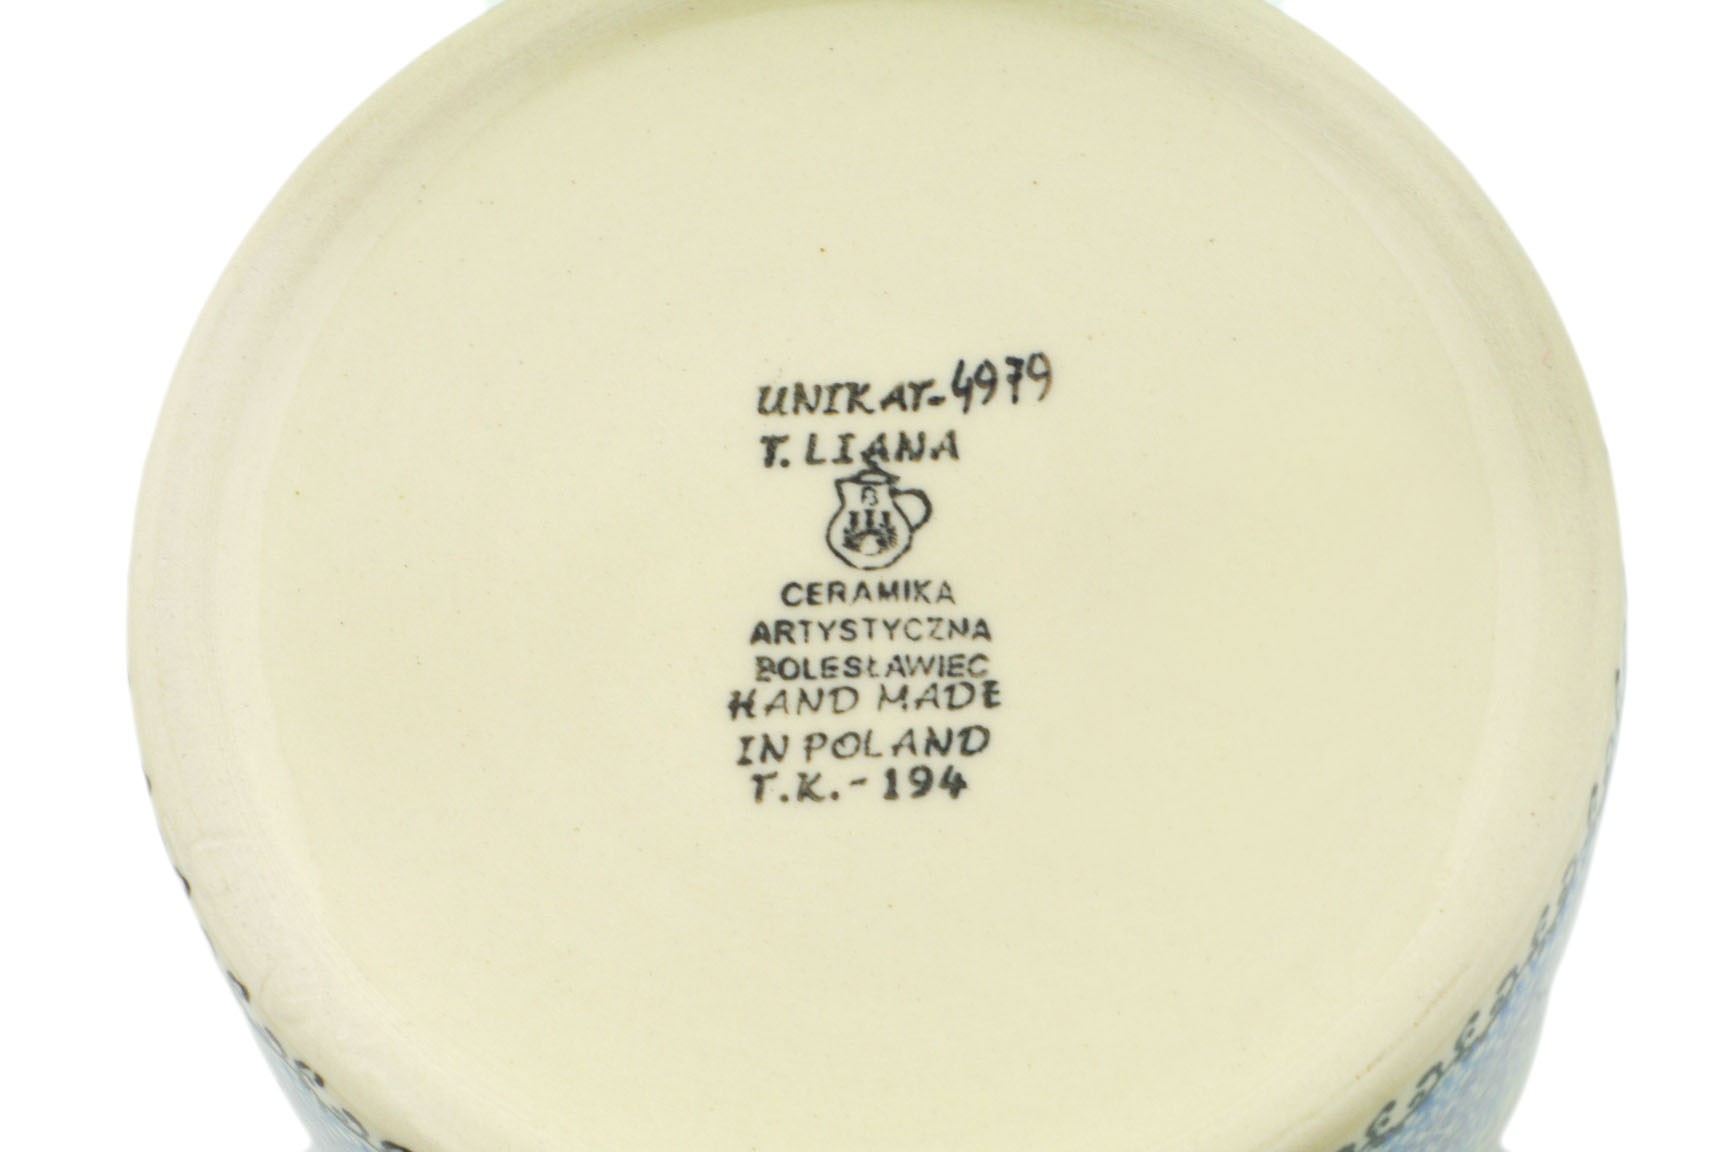 UNIKAT-4979
T. LIANA
B
CERAMIKA
ARTYSTYCZNA
BOLESŁAWIEC
HAND MADE
IN POLAND
T.K.-194